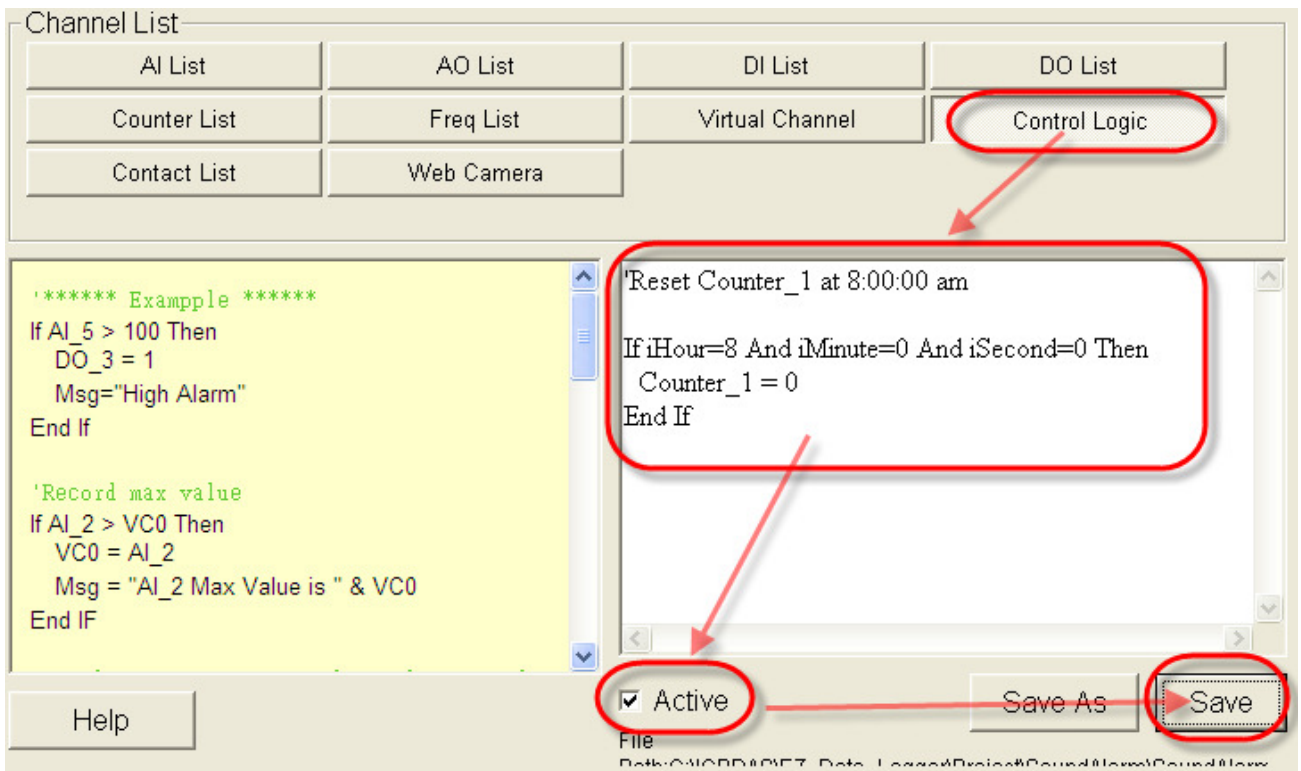 Channel List
AI List
AO List
DI List
DO List
Counter List
Freq List
Virtual Channel
Control Logic
Contact List
Web Camera
'****** Exampple ******
If AI_5 > 100 Then
DO_3 = 1
Msg="High Alarm"
End If
'Record max value
If AI_2 > VC0 Then
VC0 = AI_2
Msg = "AI_2 Max Value is " & VC0
End IF
'Reset Counter_1 at 8:00:00 am
If iHour=8 And iMinute=0 And iSecond=0 Then
Counter_1 = 0
End If
Help
Active
Save As
Save
File